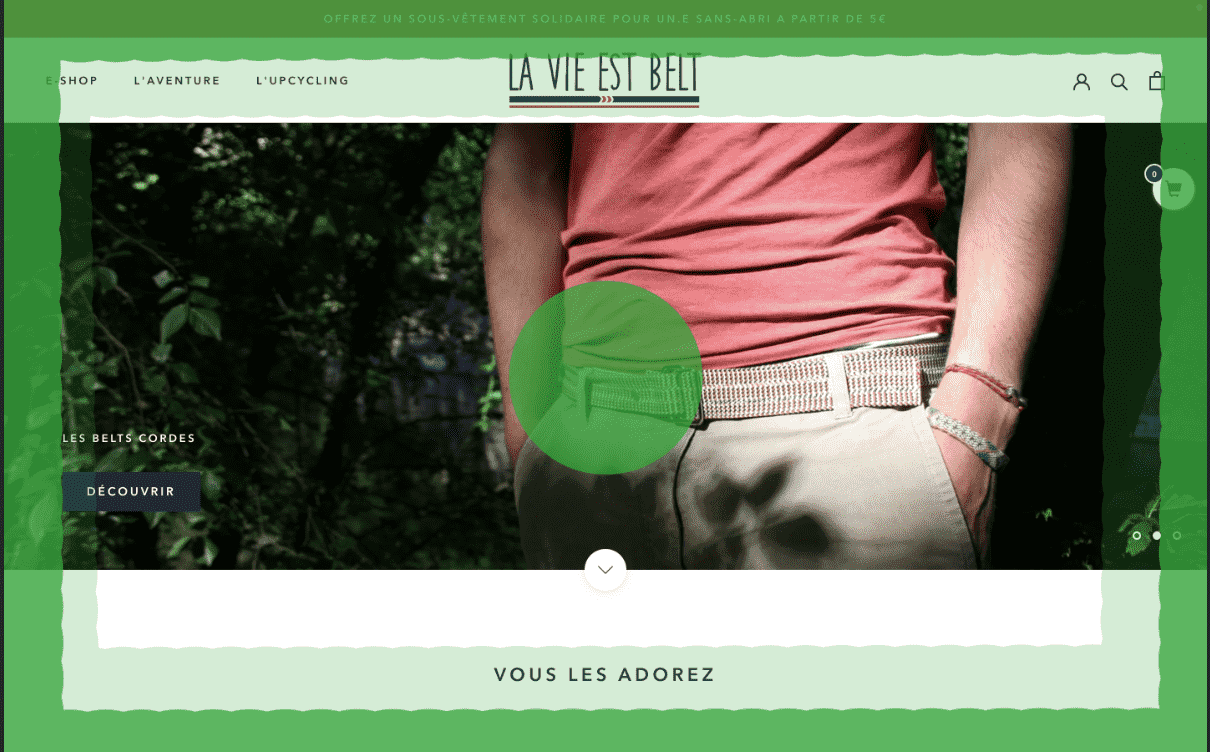 OFFREZ UN SOUS-VÊTEMENT SOLIDAIRE POUR UN.E SANS-ABRI A PARTIR DE 5€
E-SHOP L'AVENTURE L'UPCYCLING
LA VIE EST BELT
0
LES BELTS CORDES
DÉCOUVRIR
VOUS LES ADOREZ